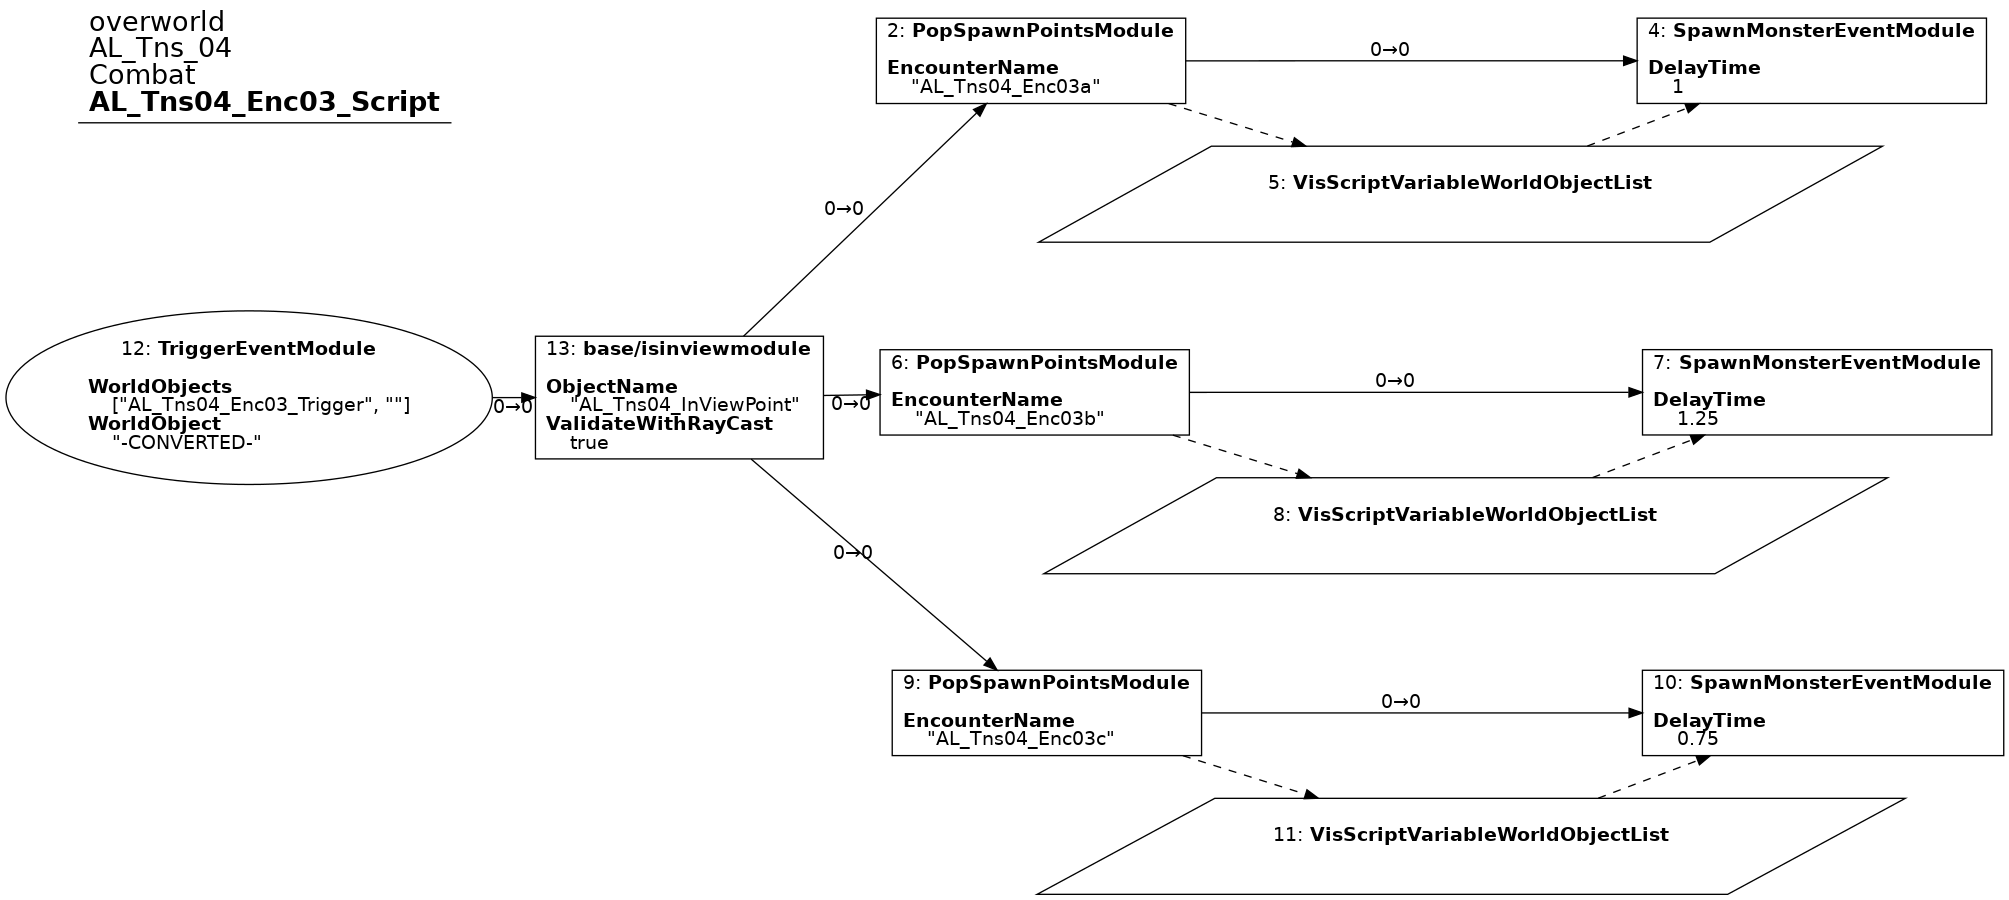 overworld
AL_Tns_04
Combat
AL_Tns04_Enc03_Script
2: PopSpawnPointsModule
EncounterName
"AL_Tns04_Enc03a"
0→0
4: SpawnMonsterEventModule
DelayTime
1
5: VisScriptVariableWorldObjectList
0→0
12: TriggerEventModule
WorldObjects
["AL_Tns04_Enc03_Trigger", ""]
WorldObject
"-CONVERTED-"
0→0
13: base/isinviewmodule
ObjectName
"AL_Tns04_InViewPoint"
ValidateWithRayCast
true
0→0
6: PopSpawnPointsModule
EncounterName
"AL_Tns04_Enc03b"
0→0
7: SpawnMonsterEventModule
DelayTime
1.25
8: VisScriptVariableWorldObjectList
0→0
9: PopSpawnPointsModule
EncounterName
"AL_Tns04_Enc03c"
0→0
10: SpawnMonsterEventModule
DelayTime
0.75
11: VisScriptVariableWorldObjectList